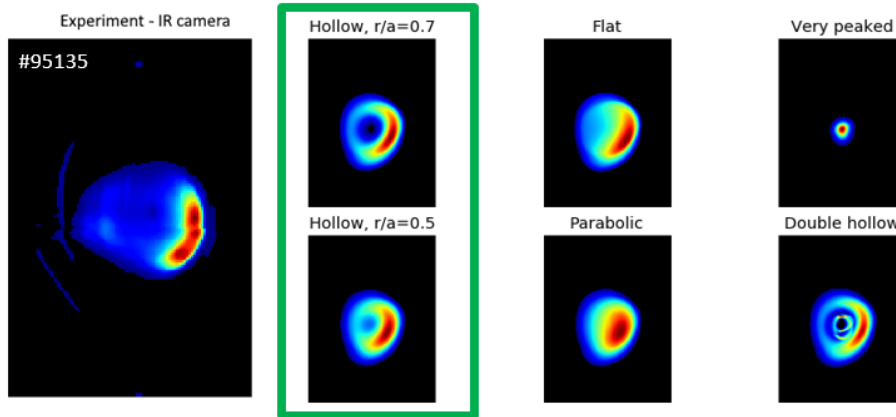 Experiment - IR camera
#95135
Hollow, r/a=0.7
Flat
Very peaked
Hollow, r/a=0.5
Parabolic
Double hollow